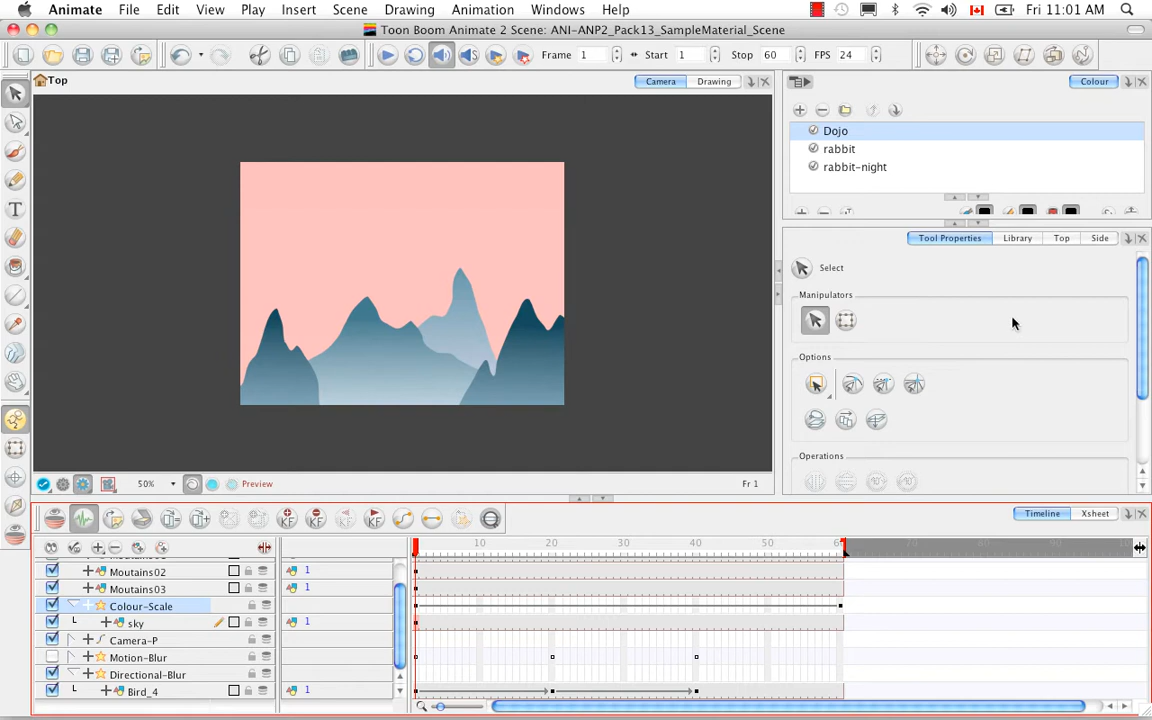 Animate File Edit View Play Insert Scene Drawing Animation Windows Help Fri 11:01 AM
Toon Boom Animate 2 Scene: ANI-ANP2_Pack13_SampleMaterial_Scene
Frame 1 Start 1 Stop 60 FPS 24
Top Camera Drawing Colour
Dojo
rabbit
rabbit-night
Tool Properties Library Top Side
Select
Manipulators
Options
Operations
50% Preview Fr 1
Timeline Xsheet
10 20 30 40 50
Moutains02 1
Moutains03 1
Colour-Scale
sky 1
Camera-P
Motion-Blur
Directional-Blur
Bird_4 1